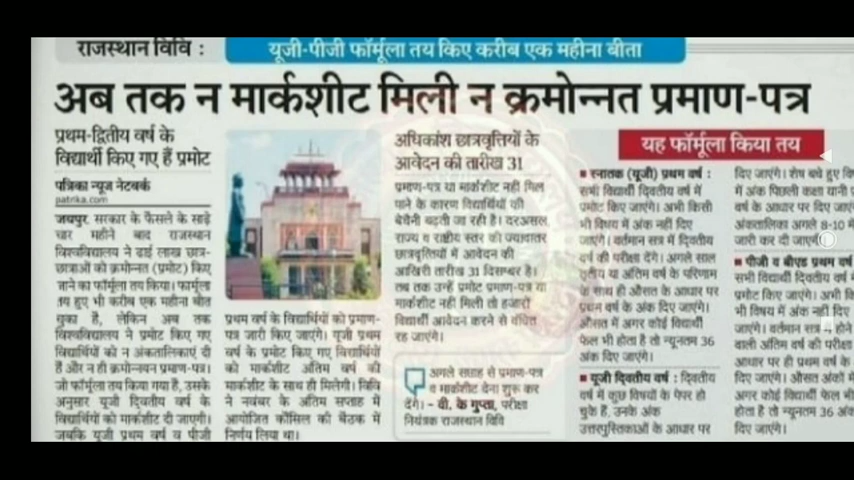 राजस्थान विवि :
यूजी-पीजी फॉर्मूला तय किए करीब एक महीना बीता
अब तक न मार्कशीट मिली न क्रमोन्नत प्रमाण-पत्र
प्रथम-द्वितीय वर्ष के
विद्यार्थी किए गए हैं प्रमोट
पत्रिका न्यूज नेटवर्क
patrika.com
जयपुर. सरकार के फैसले के साढ़े
चार महीने बाद राजस्थान
विश्वविद्यालय ने ढाई लाख छात्र-
छात्राओं को क्रमोन्नत (प्रमोट) किए
जाने का फॉर्मूला तय किया। फार्मूला
तय हुए भी करीब एक महीना बीत
चुका है, लेकिन अब तक
विश्वविद्यालय ने प्रमोट किए गए
विद्यार्थियों को न अंकतालिकाएं दी
हैं और न ही क्रमोन्नयन प्रमाण-पत्र।
जो फॉर्मूला तय किया गया है, उसके
अनुसार यूजी द्वितीय वर्ष के
विद्यार्थियों को मार्कशीट दी जाएगी।
जबकि यूजी प्रथम वर्ष व पीजी
प्रथम वर्ष के विद्यार्थियों को प्रमाण-
पत्र जारी किए जाएंगे। यूजी प्रथम
वर्ष के प्रमोट किए गए विद्यार्थियों
को मार्कशीट अंतिम वर्ष की
मार्कशीट के साथ ही मिलेगी। विवि
ने नवंबर के अंतिम सप्ताह में
आयोजित कौंसिल की बैठक में
निर्णय लिया था।
अधिकांश छात्रवृत्तियों के
आवेदन की तारीख 31
प्रमाण-पत्र या मार्कशीट नहीं मिल
पाने के कारण विद्यार्थियों की
बेचैनी बढ़ती जा रही है। दरअसल,
राज्य व राष्ट्रीय स्तर की ज्यादातर
छात्रवृत्तियों में आवेदन की
आखिरी तारीख 31 दिसम्बर है।
तब तक उन्हें प्रमोट प्रमाण-पत्र या
मार्कशीट नहीं मिली तो हजारों
विद्यार्थी आवेदन करने से वंचित
रह जाएंगे।
अगले सप्ताह से प्रमाण-पत्र
व मार्कशीट देना शुरू कर
देंगे। - वी. के गुप्ता, परीक्षा
नियंत्रक राजस्थान विवि
यह फॉर्मूला किया तय
स्नातक (यूजी) प्रथम वर्ष :
सभी विद्यार्थी द्वितीय वर्ष में
प्रमोट किए जाएंगे। अभी किसी
भी विषय में अंक नहीं दिए
जाएंगे। वर्तमान सत्र में द्वितीय
वर्ष की परीक्षा देंगे। अगले साल
तृतीय या अंतिम वर्ष के परिणाम
के साथ ही औसत के आधार पर
प्रथम वर्ष के अंक दिए जाएंगे।
औसत में अगर कोई विद्यार्थी
फेल भी होता है तो न्यूनतम 36
अंक दिए जाएंगे।
यूजी द्वितीय वर्ष : द्वितीय
वर्ष में कुछ विषयों के पेपर हो
चुके हैं, उनके अंक
उत्तरपुस्तिकाओं के आधार पर
दिए जाएंगे। शेष बचे हुए
में अंक पिछली कक्षा यानी
वर्ष के आधार पर दिए
अंकतालिका अगले 8-10
जारी कर दी जाएगी।
पीजी व बीएड प्रथम वर्ष
सभी विद्यार्थी द्वितीय वर्ष
प्रमोट किए जाएंगे। अभी
भी विषय में अंक नहीं
जाएंगे। वर्तमान सत्र होने
वाली अंतिम वर्ष की परीक्षा
आधार पर ही प्रथम वर्ष के
दिए जाएंगे। औसत अंकों
अगर कोई विद्यार्थी फेल भी
होता है तो न्यूनतम 36
दिए जाएंगे।